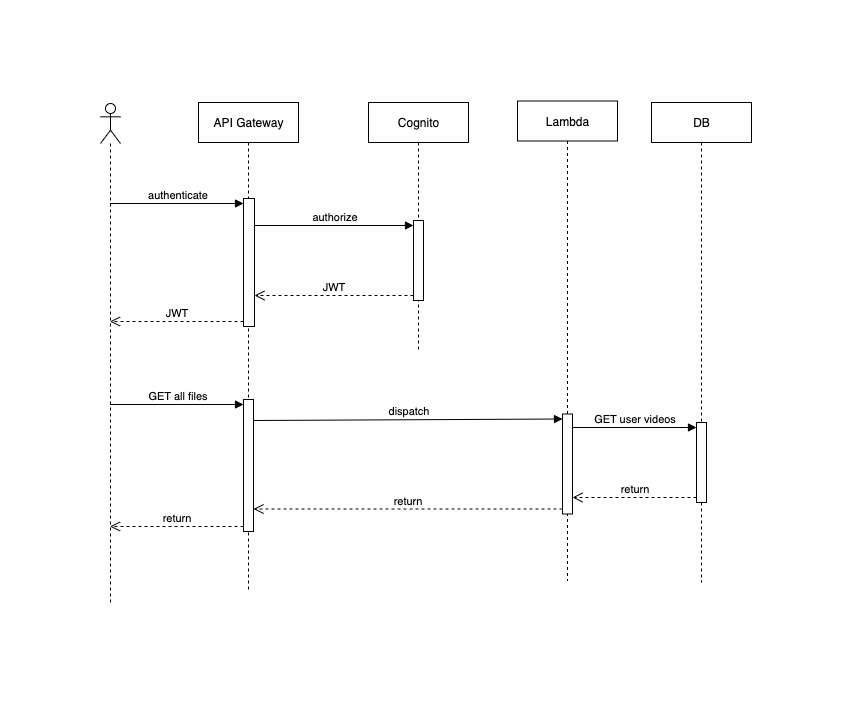 API Gateway
Cognito
Lambda
DB
authenticate
authorize
JWT
JWT
GET all files
dispatch
GET user videos
return
return
return